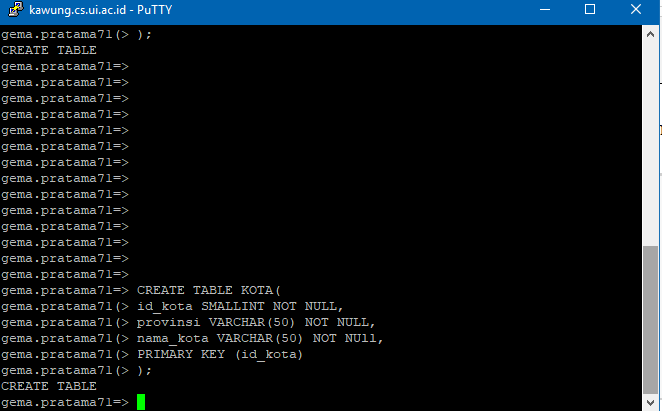 kawung.cs.ui.ac.id - PuTTY
gema.pratama71(> );
CREATE TABLE
gema.pratama71=>
gema.pratama71=>
gema.pratama71=>
gema.pratama71=>
gema.pratama71=>
gema.pratama71=>
gema.pratama71=>
gema.pratama71=>
gema.pratama71=>
gema.pratama71=>
gema.pratama71=>
gema.pratama71=>
gema.pratama71=>
gema.pratama71=>
gema.pratama71=> CREATE TABLE KOTA(
gema.pratama71(> id_kota SMALLINT NOT NULL,
gema.pratama71(> provinsi VARCHAR(50) NOT NULL,
gema.pratama71(> nama_kota VARCHAR(50) NOT NUll,
gema.pratama71(> PRIMARY KEY (id_kota)
gema.pratama71(> );
CREATE TABLE
gema.pratama71=>